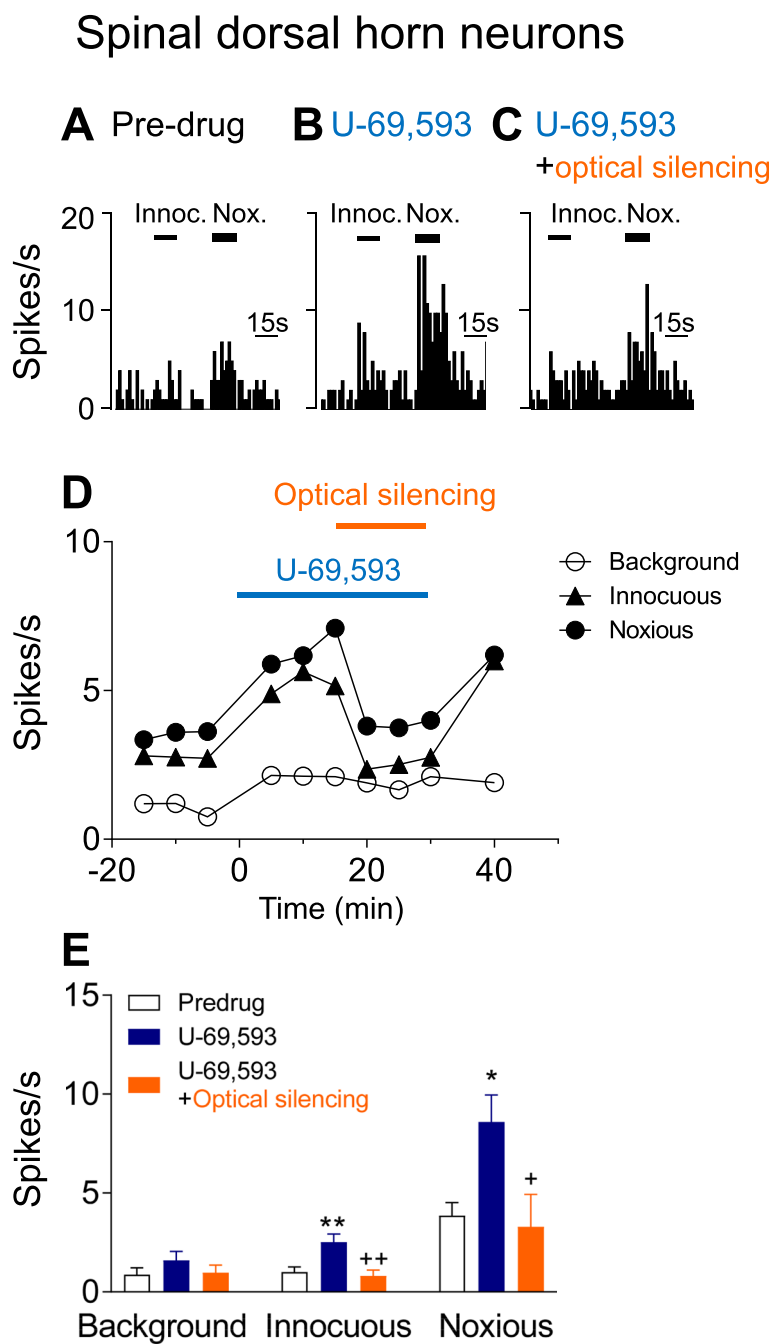 Spinal dorsal horn neurons
A Pre-drug
B U-69,593
C U-69,593
+optical silencing
Spikes/s
20
10
0
Innoc. Nox.
15s
Innoc. Nox.
15s
Innoc. Nox.
15s
D
Optical silencing
U-69,593
Background
Innocuous
Noxious
Spikes/s
10
5
0
-20 0 20 40
Time (min)
E
Predrug
U-69,593
U-69,593
+Optical silencing
Spikes/s
15
10
5
0
**
++
*
+
Background Innocuous Noxious